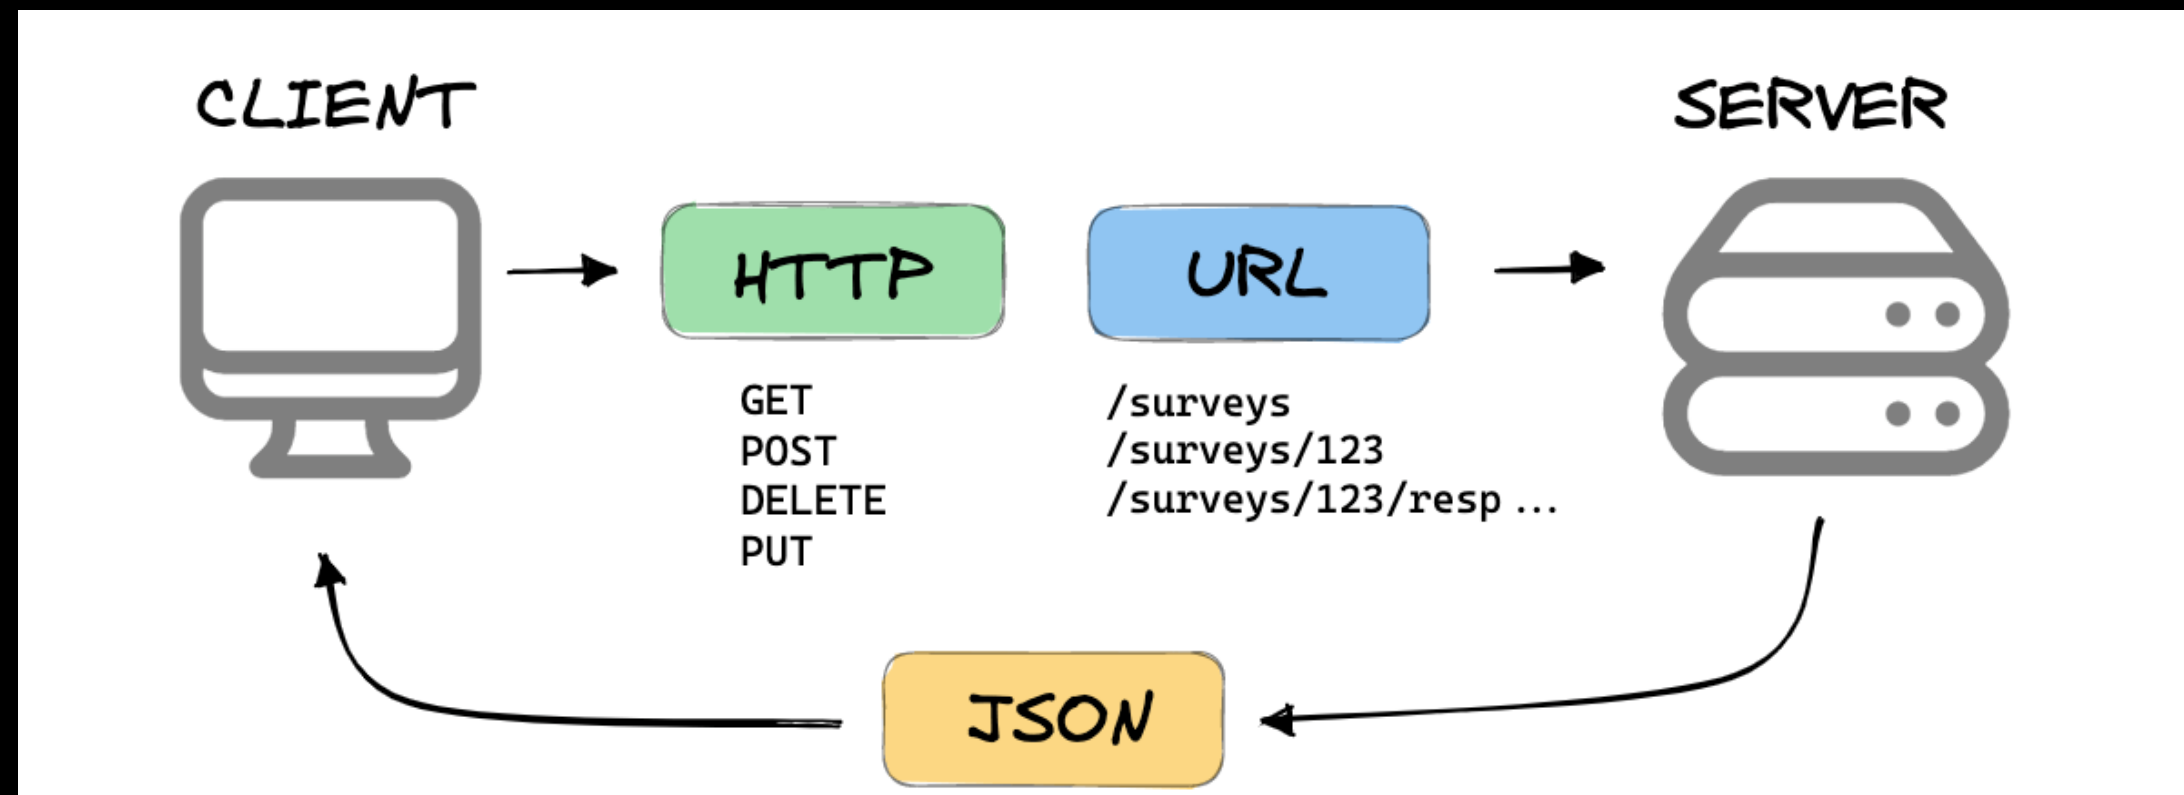 CLIENT
SERVER
HTTP
URL
GET
POST
DELETE
PUT
/surveys
/surveys/123
/surveys/123/resp ...
JSON